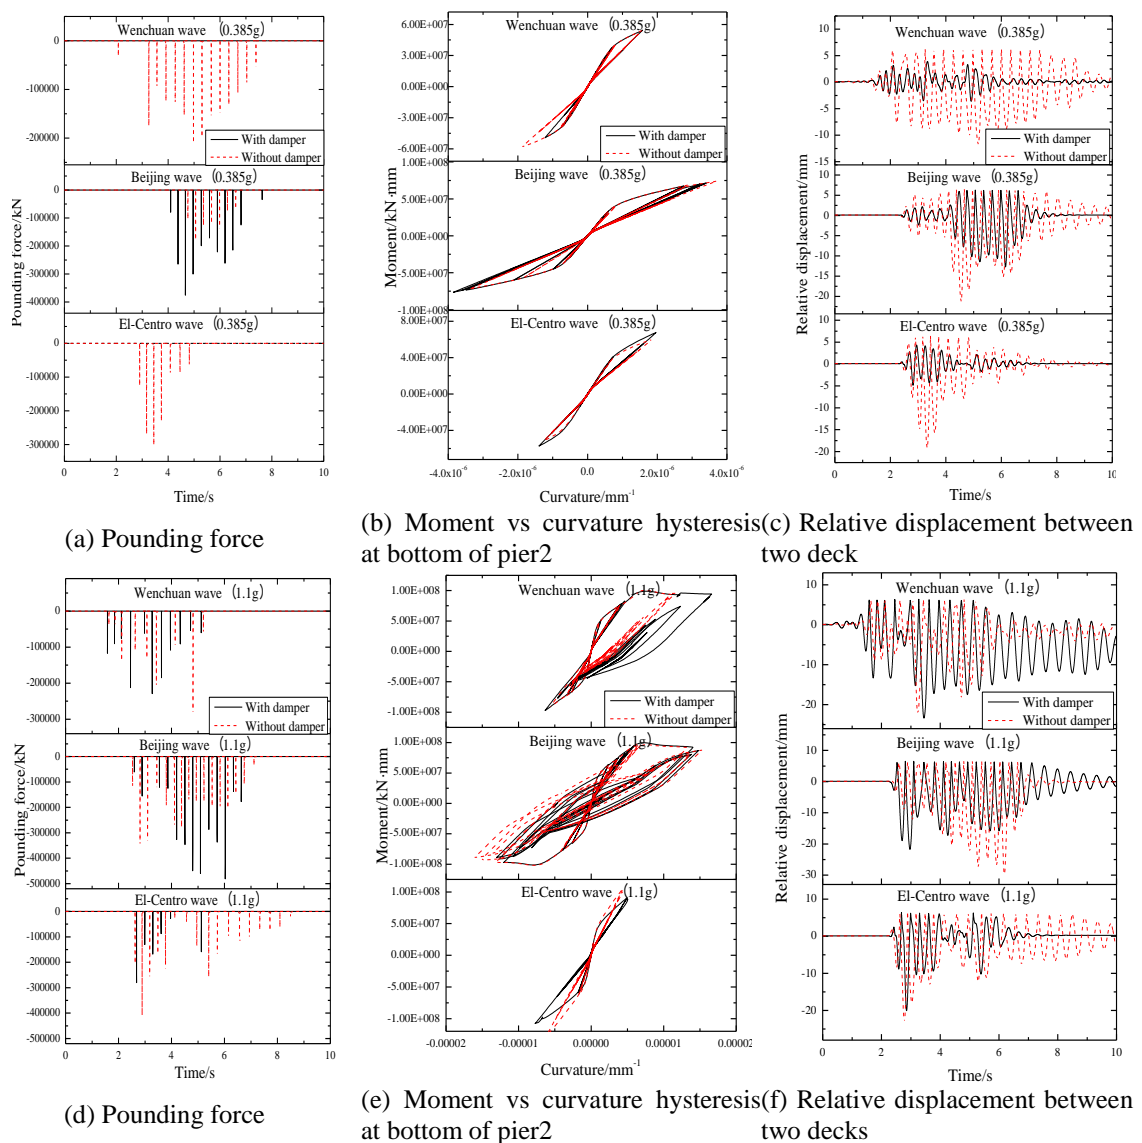 Wenchuan wave (0.385g)
0
-100000
-200000
With damper
Without damper
Beijing wave (0.385g)
0
-100000
-200000
-300000
-400000
El-Centro wave (0.385g)
0
-100000
-200000
-300000
0 2 4 6 8 10
Time/s
Pounding force/kN
(a) Pounding force
6.00E+007
3.00E+007
0.00E+000
-3.00E+007
-6.00E+007
Wenchuan wave (0.385g)
With damper
Without damper
1.00E+008
5.00E+007
0.00E+000
-5.00E+007
-1.00E+008
Beijing wave (0.385g)
8.00E+007
4.00E+007
0.00E+000
-4.00E+007
El-Centro wave (0.385g)
-4.0x10-6 -2.0x10-6 0.0 2.0x10-6 4.0x10-6
Curvature/mm-1
Moment/kN·mm
(b) Moment vs curvature hysteresis
at bottom of pier2
10
5
0
-5
-10
-15
Wenchuan wave (0.385g)
With damper
Without damper
10
5
0
-5
-10
-15
-20
Beijing wave (0.385g)
10
5
0
-5
-10
-15
-20
El-Centro wave (0.385g)
0 2 4 6 8 10
Time/s
Relative displacement/mm
(c) Relative displacement between
two deck
Wenchuan wave (1.1g)
0
-100000
-200000
-300000
With damper
Without damper
Beijing wave (1.1g)
0
-100000
-200000
-300000
-400000
-500000
El-Centro wave (1.1g)
0
-100000
-200000
-300000
-400000
-500000
0 2 4 6 8 10
Time/s
Pounding force/kN
(d) Pounding force
Wenchuan wave (1.1g)
1.00E+008
5.00E+007
0.00E+000
-5.00E+007
-1.00E+008
With damper
Without damper
Beijing wave (1.1g)
1.00E+008
5.00E+007
0.00E+000
-5.00E+007
-1.00E+008
El-Centro wave (1.1g)
1.00E+008
5.00E+007
0.00E+000
-5.00E+007
-1.00E+008
-0.00002 -0.00001 0.00000 0.00001 0.00002
Curvature/mm-1
Moment/kN·mm
(e) Moment vs curvature hysteresis
at bottom of pier2
Wenchuan wave (1.1g)
10
0
-10
-20
With damper
Without damper
Beijing wave (1.1g)
10
0
-10
-20
-30
El-Centro wave (1.1g)
10
0
-10
-20
0 2 4 6 8 10
Time/s
Relative displacement/mm
(f) Relative displacement between
two decks